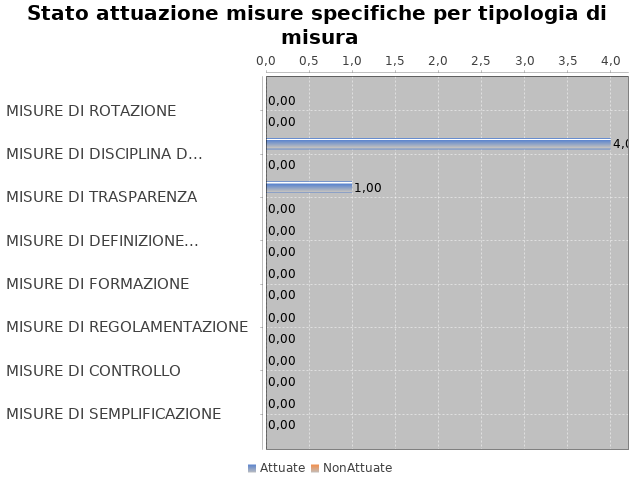 Stato attuazione misure specifiche per tipologia di
misura
0,0 0,5 1,0 1,5 2,0 2,5 3,0 3,5 4,0
0,00
MISURE DI ROTAZIONE
0,00
4,0
MISURE DI DISCIPLINA D...
0,00
1,00
MISURE DI TRASPARENZA
0,00
MISURE DI DEFINIZIONE...
0,00
0,00
MISURE DI FORMAZIONE
0,00
0,00
MISURE DI REGOLAMENTAZIONE
0,00
0,00
MISURE DI CONTROLLO
0,00
0,00
MISURE DI SEMPLIFICAZIONE
0,00
Attuate NonAttuate